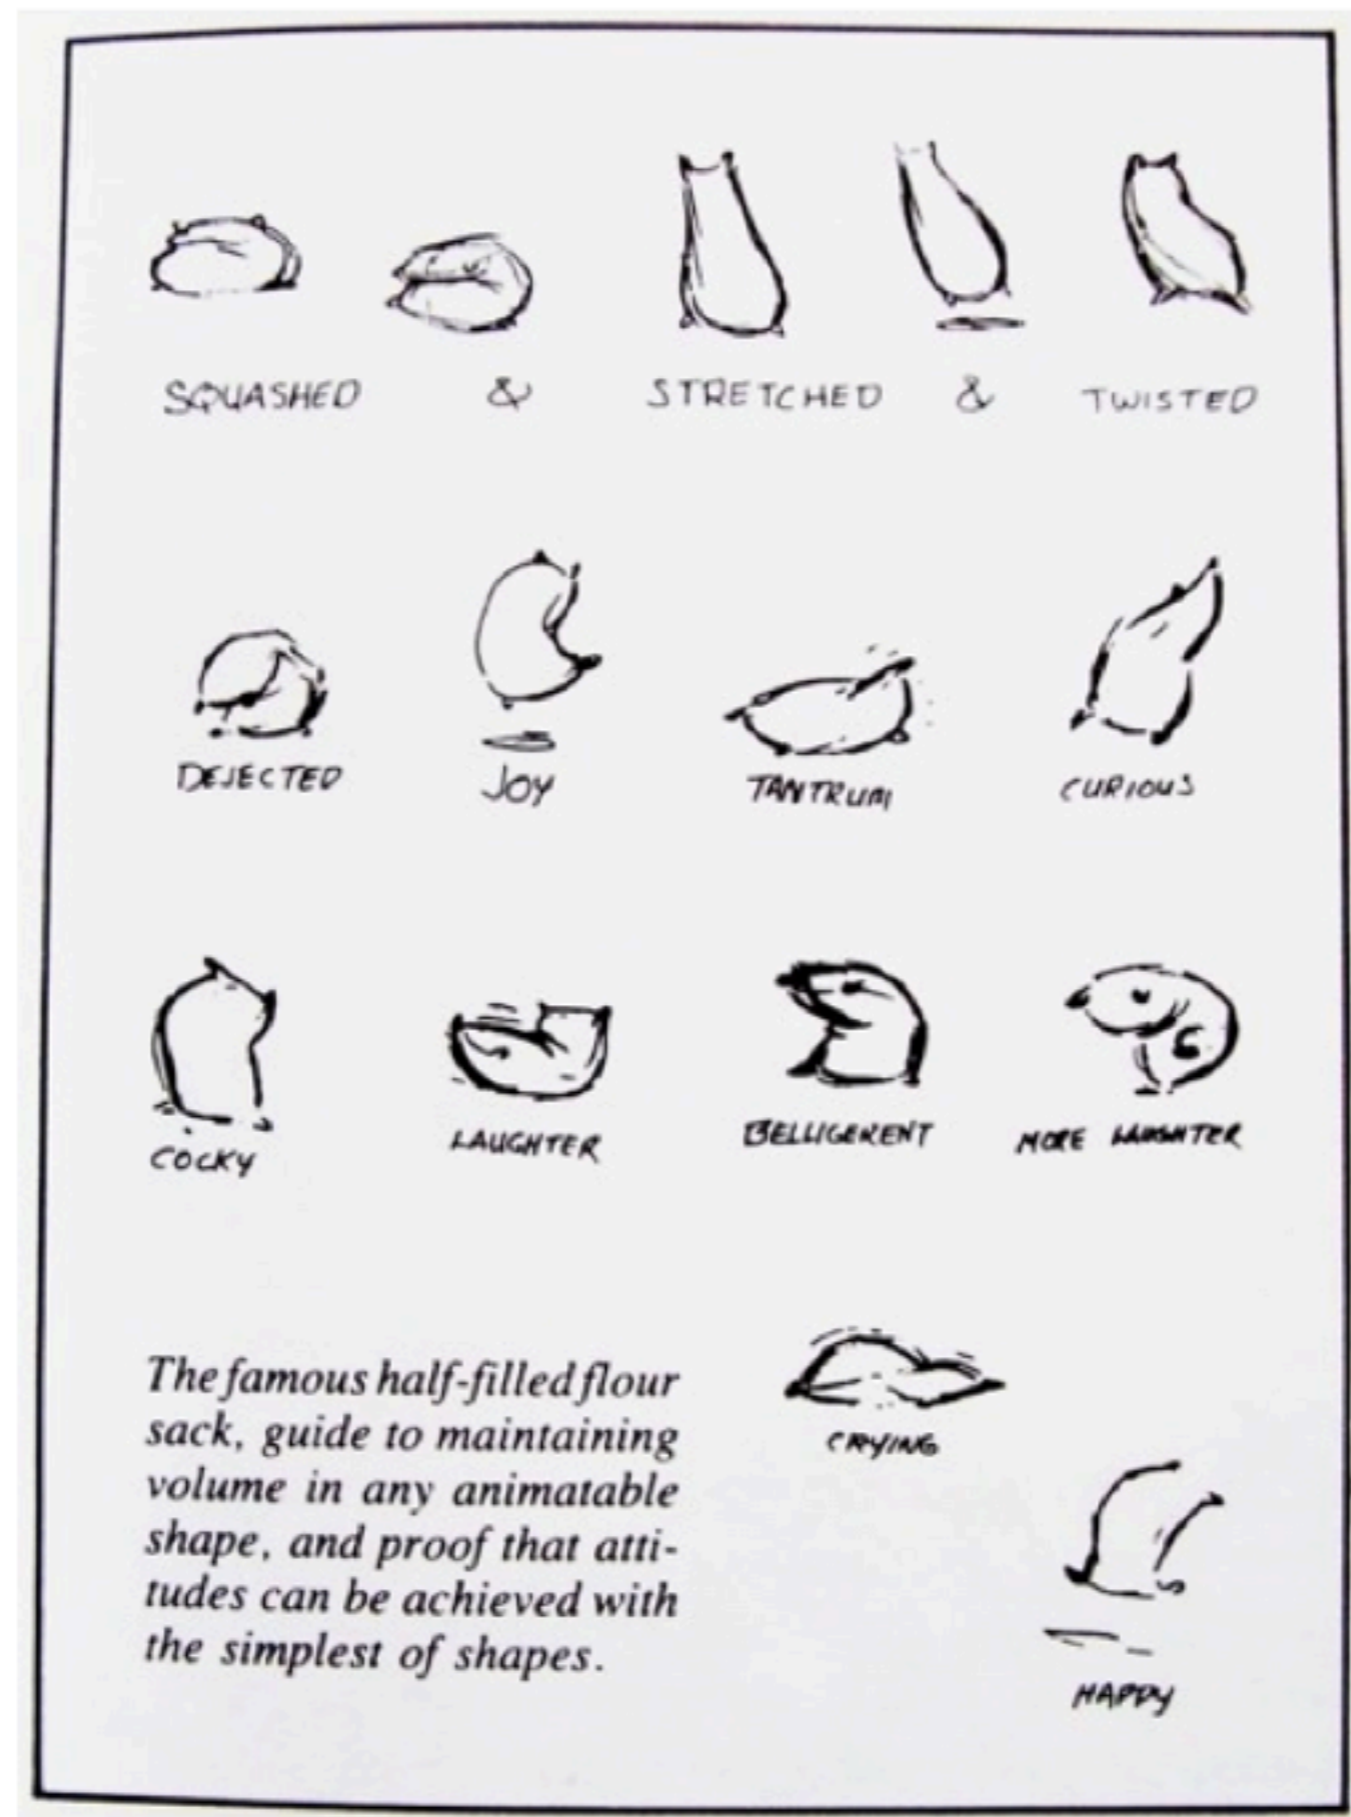 SQUASHED & STRETCHED & TWISTED
DEJECTED JOY TANTRUM CURIOUS
COCKY LAUGHTER BELLIGERENT MORE LAUGHTER
The famous half-filled flour
sack, guide to maintaining
volume in any animatable
shape, and proof that atti-
tudes can be achieved with
the simplest of shapes.
CRYING
HAPPY